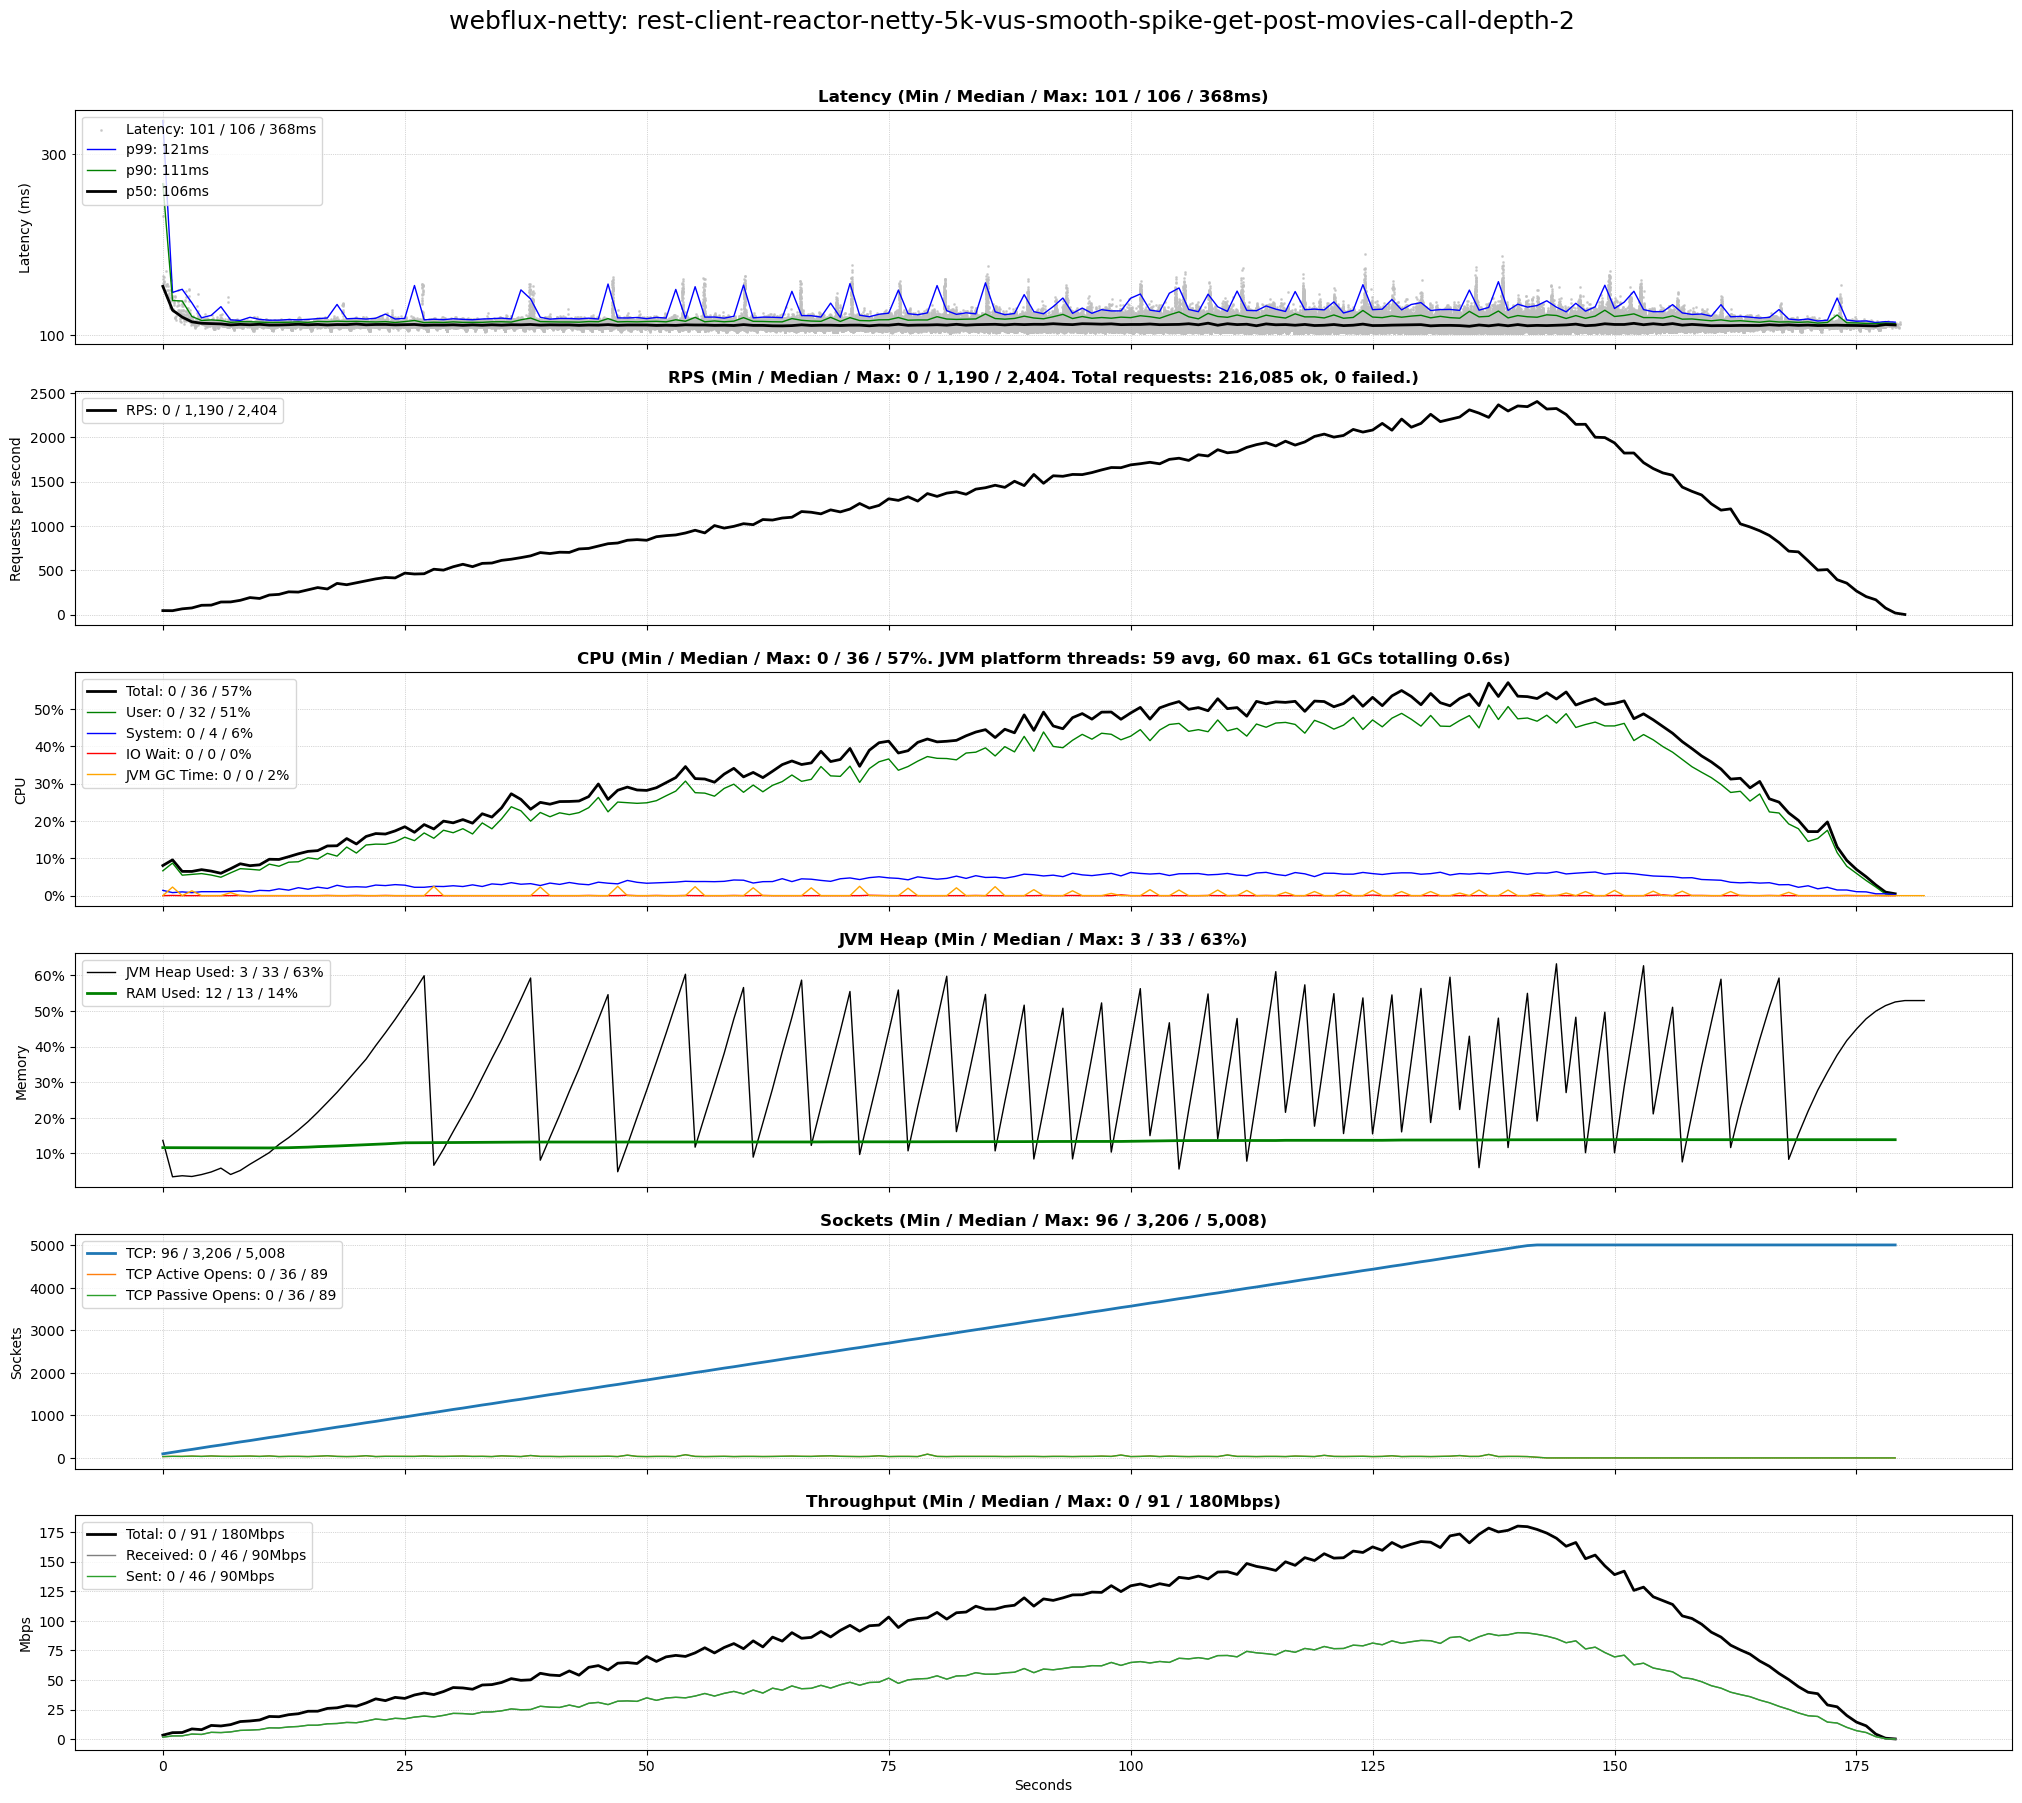 webflux-netty: rest-client-reactor-netty-5k-vus-smooth-spike-get-post-movies-call-depth-2
Latency (Min / Median / Max: 101 / 106 / 368ms)
Latency: 101 / 106 / 368ms
p99: 121ms
p90: 111ms
p50: 106ms
300
100
Latency (ms)
RPS (Min / Median / Max: 0 / 1,190 / 2,404. Total requests: 216,085 ok, 0 failed.)
RPS: 0 / 1,190 / 2,404
2500
2000
1500
1000
500
0
Requests per second
CPU (Min / Median / Max: 0 / 36 / 57%. JVM platform threads: 59 avg, 60 max. 61 GCs totalling 0.6s)
Total: 0 / 36 / 57%
User: 0 / 32 / 51%
System: 0 / 4 / 6%
IO Wait: 0 / 0 / 0%
JVM GC Time: 0 / 0 / 2%
50%
40%
30%
20%
10%
0%
CPU
JVM Heap (Min / Median / Max: 3 / 33 / 63%)
JVM Heap Used: 3 / 33 / 63%
RAM Used: 12 / 13 / 14%
60%
50%
40%
30%
20%
10%
Memory
Sockets (Min / Median / Max: 96 / 3,206 / 5,008)
TCP: 96 / 3,206 / 5,008
TCP Active Opens: 0 / 36 / 89
TCP Passive Opens: 0 / 36 / 89
5000
4000
3000
2000
1000
0
Sockets
Throughput (Min / Median / Max: 0 / 91 / 180Mbps)
Total: 0 / 91 / 180Mbps
Received: 0 / 46 / 90Mbps
Sent: 0 / 46 / 90Mbps
175
150
125
100
75
50
25
0
Mbps
0 25 50 75 100 125 150 175
Seconds